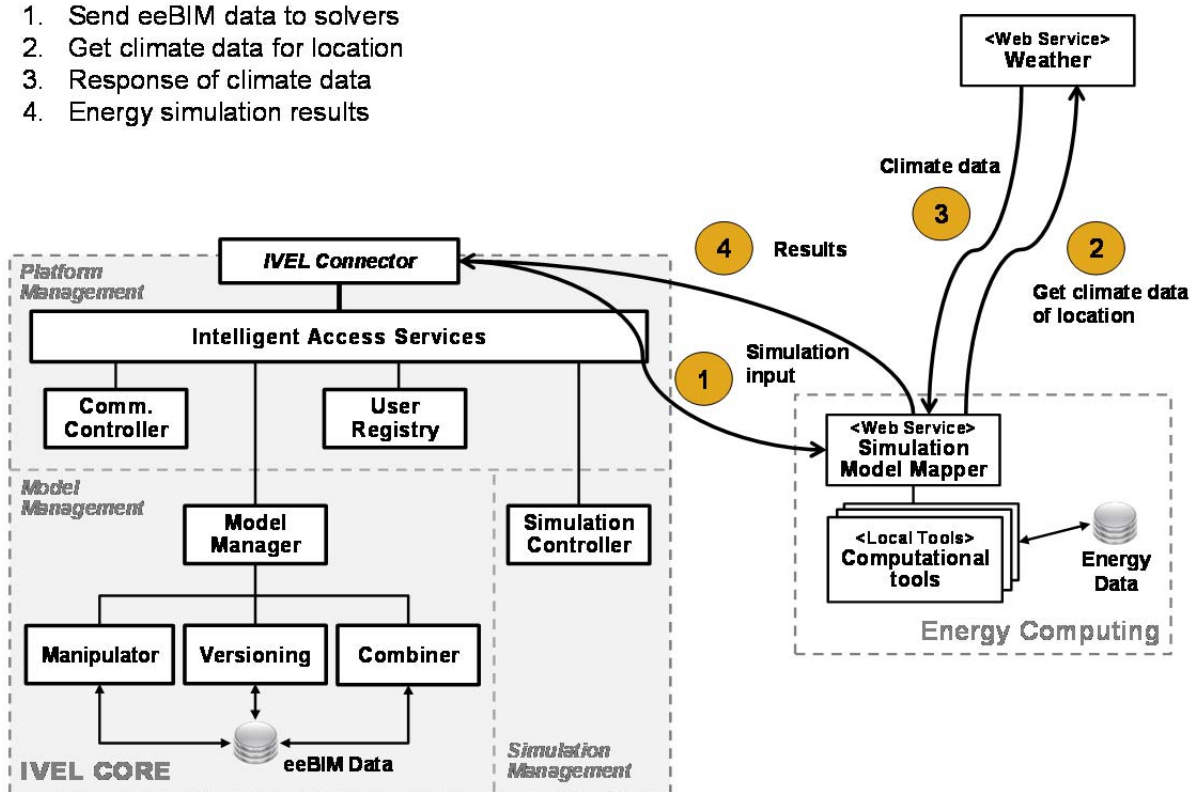 1. Send eeBIM data to solvers
2. Get climate data for location
3. Response of climate data
4. Energy simulation results
<Web Service>
Weather
Climate data
3
4
Results
2
Get climate data
of location
IVEL Connector
Platform
Management
Intelligent Access Services
Simulation
input
1
Comm.
Controller
User
Registry
<Web Service>
Simulation
Model Mapper
Model
Management
Model
Manager
Simulation
Controller
<Local Tools>
Computational
tools
Energy
Data
Energy Computing
Manipulator
Versioning
Combiner
eeBIM Data
IVEL CORE
Simulation
Management